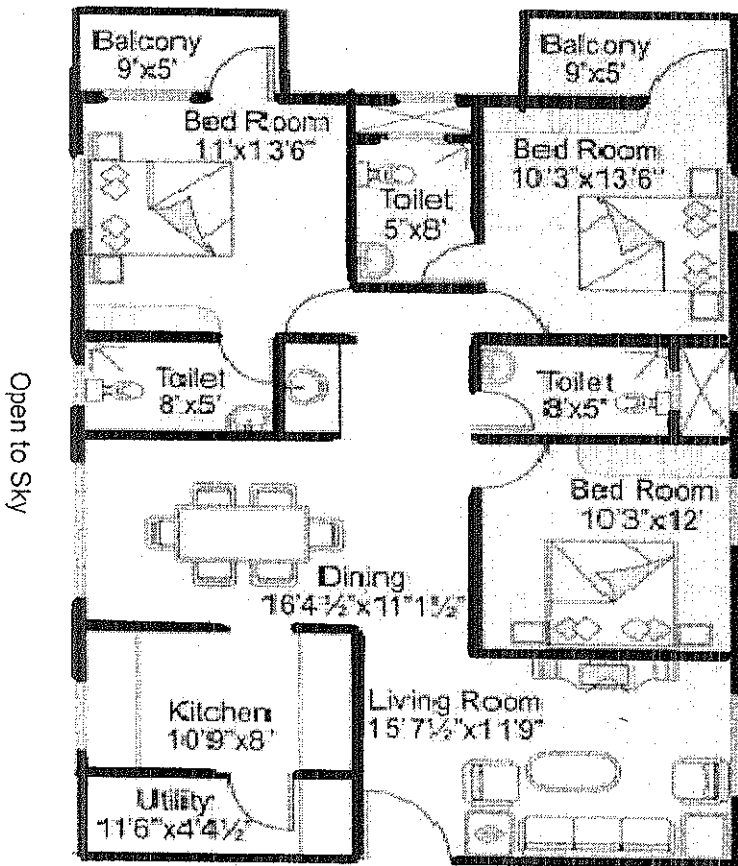 Balcony
9'x5'
Balcony
9'x5'
Bed Room
11'x13'6"
Toilet
5'x8'
Bed Room
10'3"x13'6"
Toilet
8'x5'
Toilet
8'x5'
Open to Sky
Bed Room
10'3"x12'
Dining
16'4½"x11'1½"
Kitchen
10'9"x8'
Living Room
15'7½"x11'9"
Utility
11'6"x4'4½"